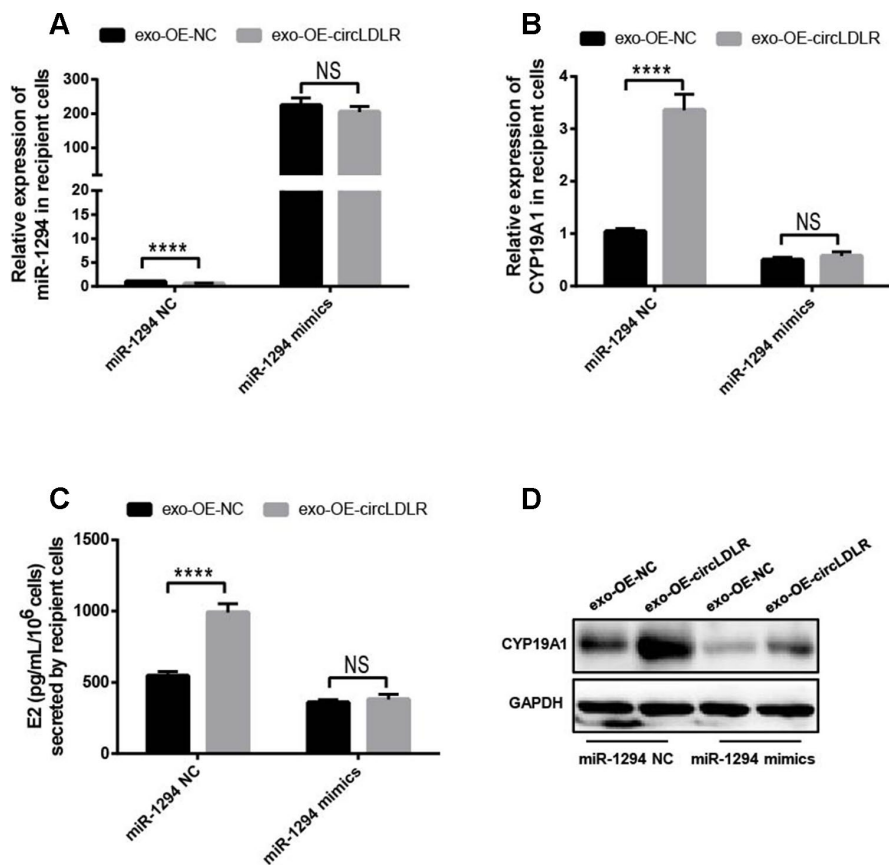 A
exo-OE-NC exo-OE-circLDLR
Relative expression of
miR-1294 in recipient cells
300
200
100
20
15
10
5
0
****
NS
miR-1294 NC
miR-1294 mimics
B
exo-OE-NC exo-OE-circLDLR
Relative expression of
CYP19A1 in recipient cells
4
3
2
1
0
****
NS
miR-1294 NC
miR-1294 mimics
C
exo-OE-NC exo-OE-circLDLR
E2 (pg/mL/10⁶ cells)
secreted by recipient cells
1500
1000
500
0
****
NS
miR-1294 NC
miR-1294 mimics
D
exo-OE-NC
exo-OE-circLDLR
exo-OE-NC
exo-OE-circLDLR
CYP19A1
GAPDH
miR-1294 NC miR-1294 mimics